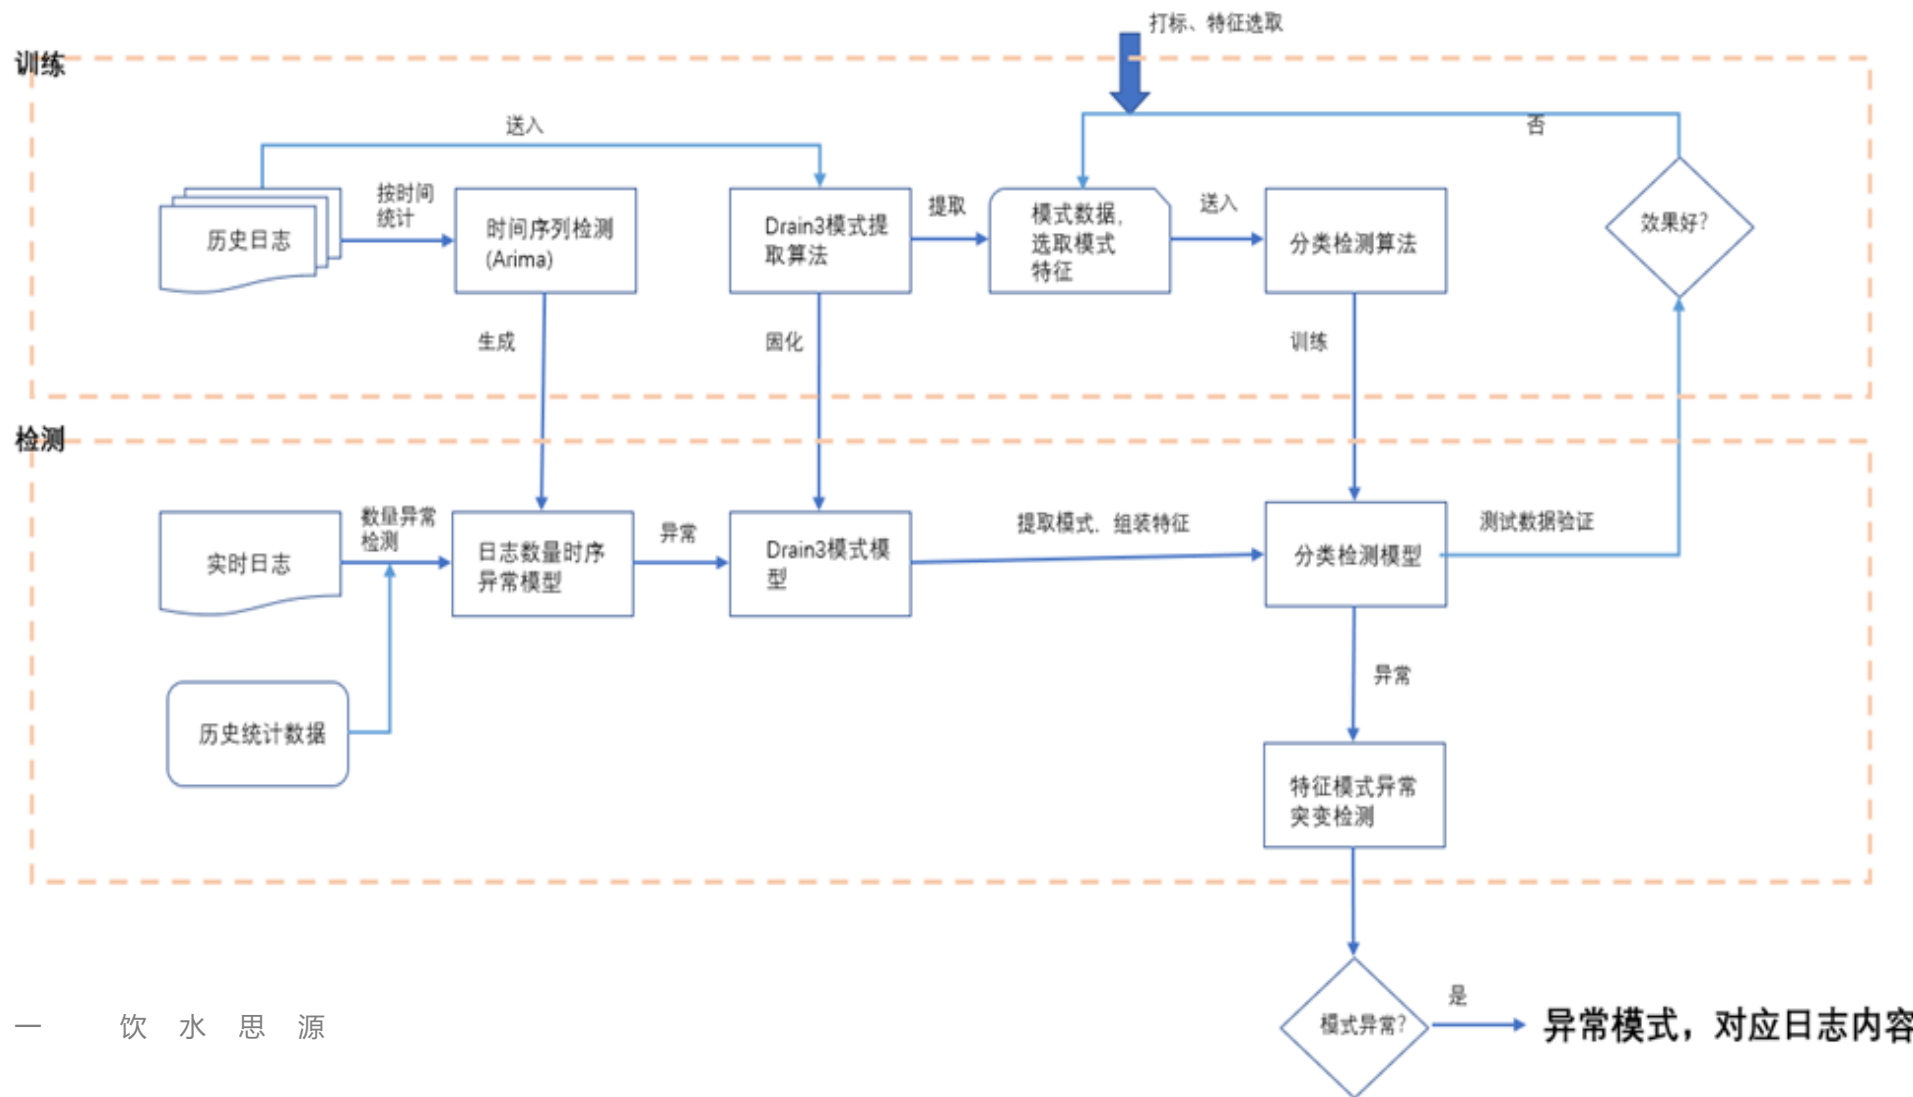 打标、特征选取
训练
送入
否
历史日志
按时间
统计
时间序列检测
(Arima)
Drain3模式提
取算法
提取
模式数据,
选取模式
特征
送入
分类检测算法
效果好?
生成
固化
训练
检测
实时日志
数量异常
检测
日志数量时序
异常模型
异常
Drain3模式模
型
提取模式、组装特征
分类检测模型
测试数据验证
历史统计数据
异常
特征模式异常
突变检测
模式异常?
是
异常模式，对应日志内容
一 饮水思源